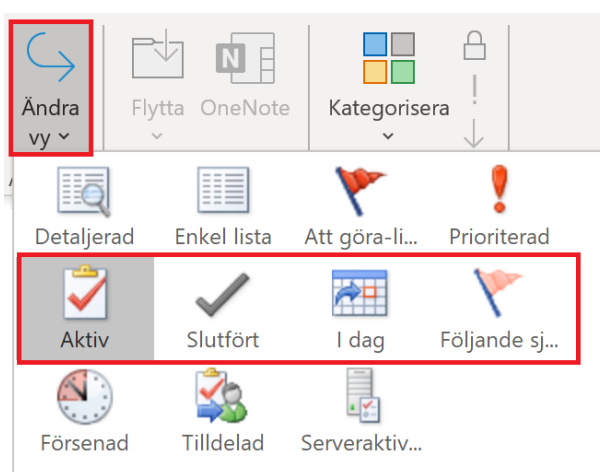 Ändra
vy
Flytta
OneNote
Kategorisera
Detaljerad
Enkel lista
Att göra-li...
Prioriterad
Aktiv
Slutfört
I dag
Följande sj...
Försenad
Tilldelad
Serveraktiv...